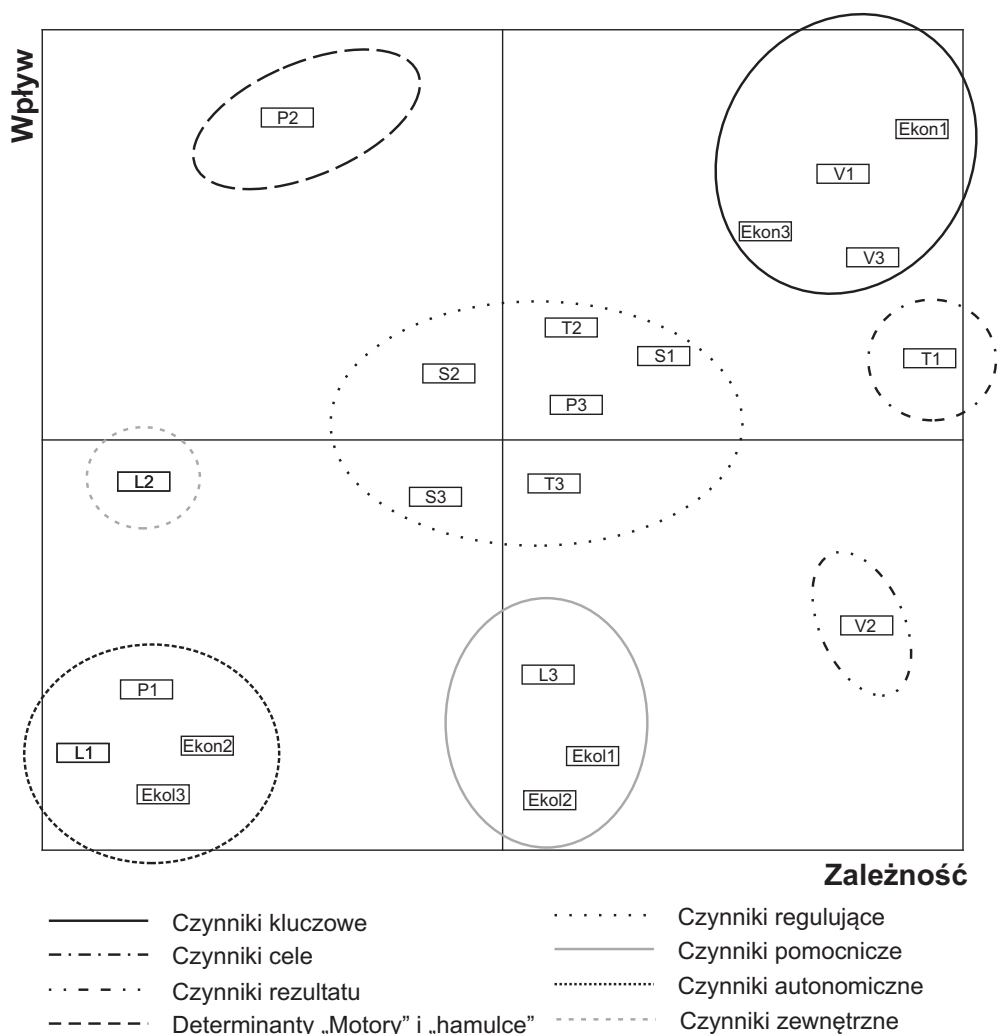 Wpływ
P2
Ekon1
V1
Ekon3
V3
T2
S1
T1
S2
P3
L2
S3
T3
V2
L3
P1
Ekon2
L1
Ekol1
Ekol3
Ekol2
Zależność
Czynniki kluczowe
Czynniki cele
Czynniki rezultatu
Determinanty „Motory” i „hamulce”
Czynniki regulujące
Czynniki pomocnicze
Czynniki autonomiczne
Czynniki zewnętrzne